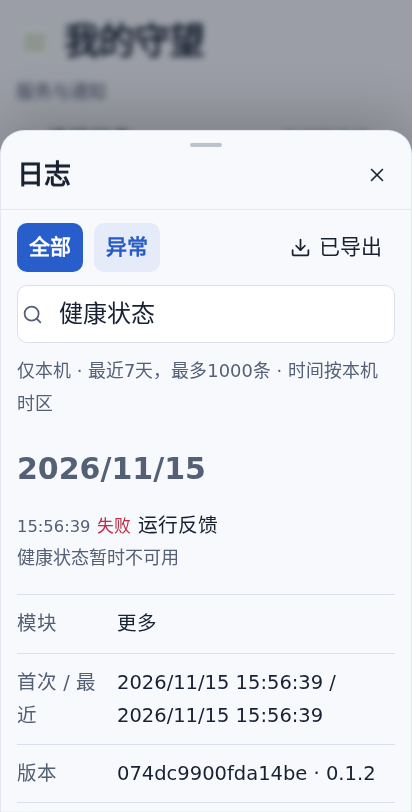 我的守望
服务与通知
日志
全部 异常 已导出
健康状态
仅本机 · 最近7天，最多1000条 · 时间按本机
时区
2026/11/15
15:56:39 失败 运行反馈
健康状态暂时不可用
模块 更多
首次 / 最近 2026/11/15 15:56:39 /
2026/11/15 15:56:39
版本 074dc9900fda14be · 0.1.2